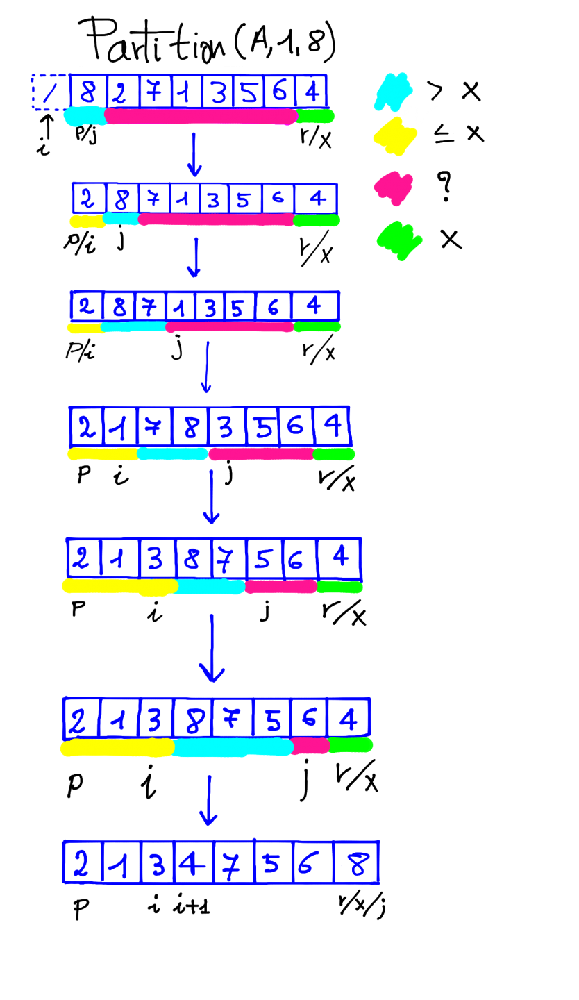 Partition(A,1,8)
/ 8 2 7 1 3 5 6 4
i p/j r/x
> x
≤ x
?
x
2 8 7 1 3 5 6 4
p/i j r/x
2 8 7 1 3 5 6 4
p/i j r/x
2 1 7 8 3 5 6 4
p i j r/x
2 1 3 8 7 5 6 4
p i j r/x
2 1 3 8 7 5 6 4
p i j r/x
2 1 3 4 7 5 6 8
p i i+1 r/x/j